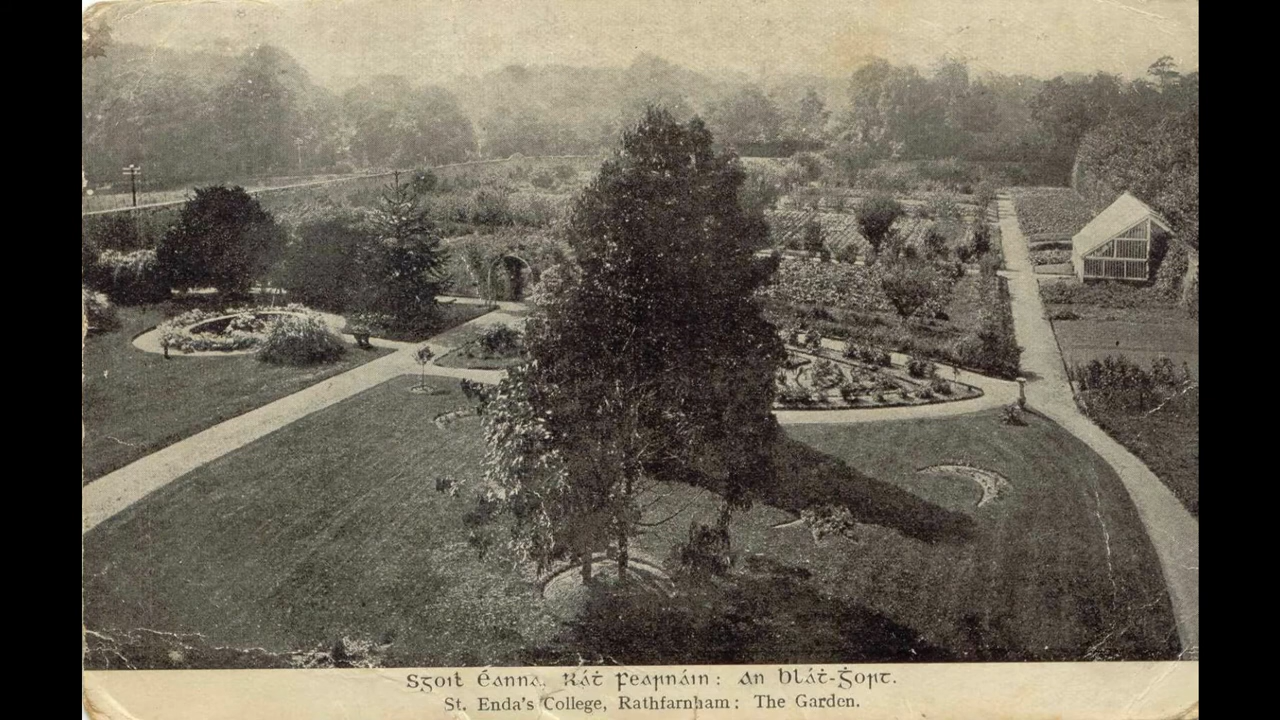 Sgoil Éanna, Ráṫ Fearnáin: An Bláṫ-Ġort.
St. Enda's College, Rathfarnham: The Garden.